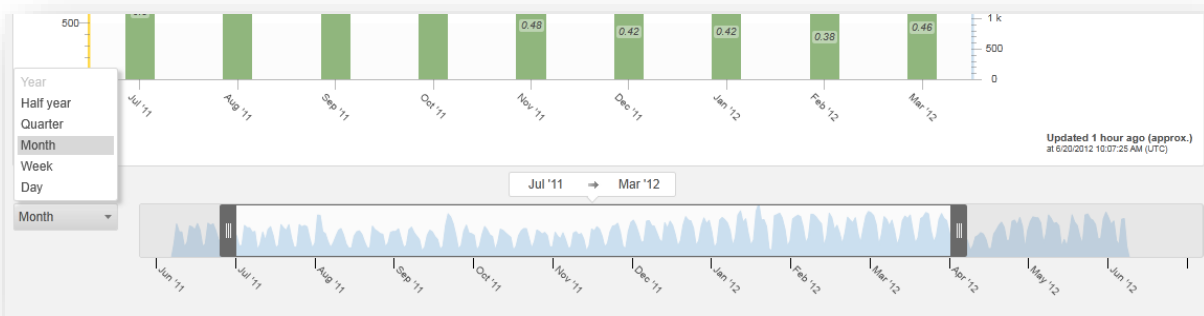 500
0.48
0.42
0.42
0.38
0.46
1 k
500
0
Jul '11
Aug '11
Sep '11
Oct '11
Nov '11
Dec '11
Jan '12
Feb '12
Mar '12
Year
Half year
Quarter
Month
Week
Day
Updated 1 hour ago (approx.)
at 6/20/2012 10:07:25 AM (UTC)
Jul '11 → Mar '12
Month
Jun '11
Jul '11
Aug '11
Sep '11
Oct '11
Nov '11
Dec '11
Jan '12
Feb '12
Mar '12
Apr '12
May '12
Jun '12